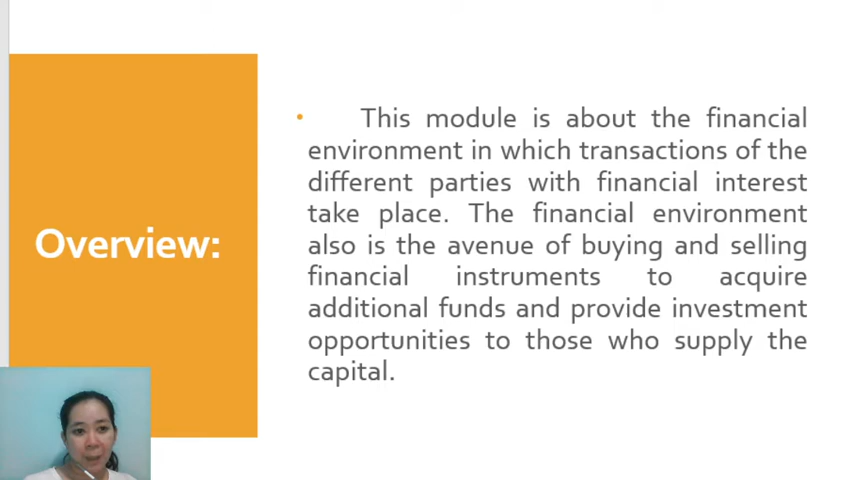 Overview:
• This module is about the financial
environment in which transactions of the
different parties with financial interest
take place. The financial environment
also is the avenue of buying and selling
financial instruments to acquire
additional funds and provide investment
opportunities to those who supply the
capital.